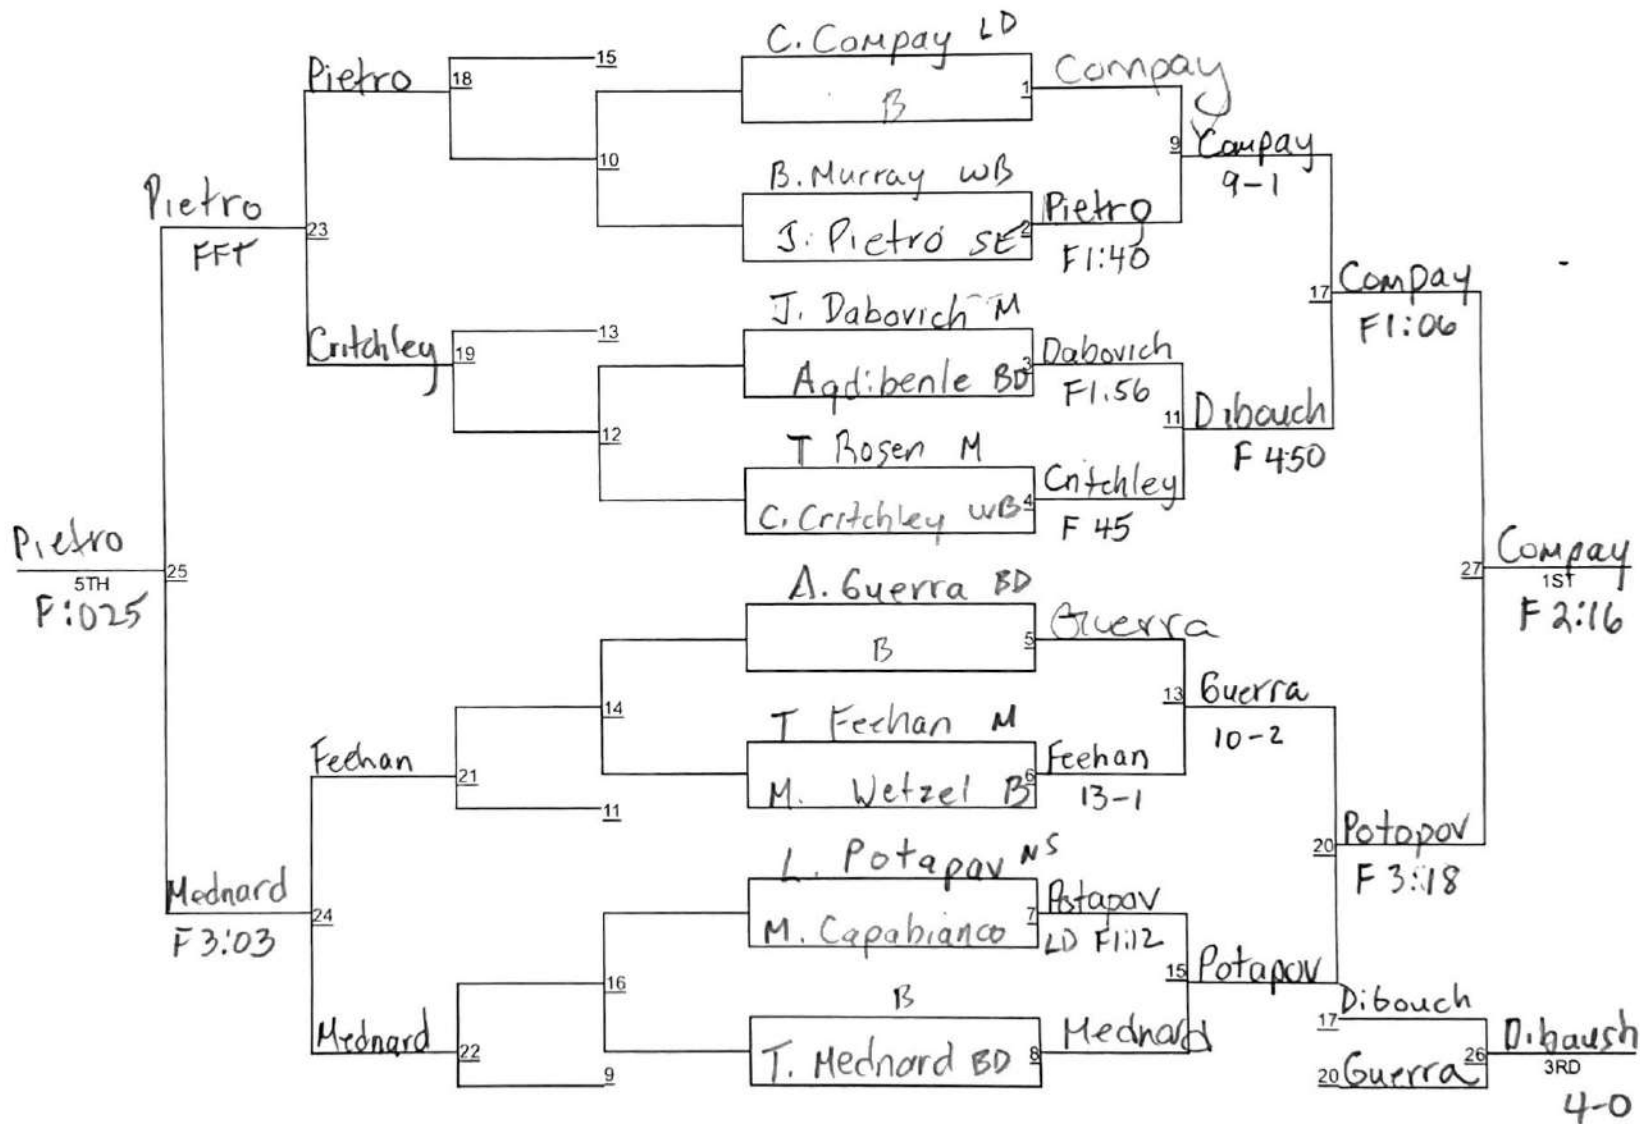 C. Compay LD
15
Pietro
18
Compay
1
B
10
9
Compay
9-1
B. Murray WB
Pietro
J. Pietro SE
2
Pietro
FFT
23
F1:40
Compay
17
F1:06
J. Dabovich M
13
Critchley
19
Dabovich
3
Aqdibenle BD
F1.56
11
Dibouch
12
F 450
T Rosen M
Critchley
C. Critchley WB
4
F 45
Pietro
5TH
25
F:025
Compay
27
1ST
F 2:16
A. Guerra BD
Guerra
5
B
13
Guerra
14
10-2
T Feehan M
Feehan
21
Feehan
6
M. Wetzel B
13-1
11
Potopov
20
F 3:18
L. Potapav NS
Mednard
24
F3:03
Potapov
7
M. Capabianco
LD F1:12
15
Potapov
16
B
Dibouch
17
Mednard
22
Mednard
T. Mednard BD
8
Dibaush
26
3RD
9
20
Guerra
4-0